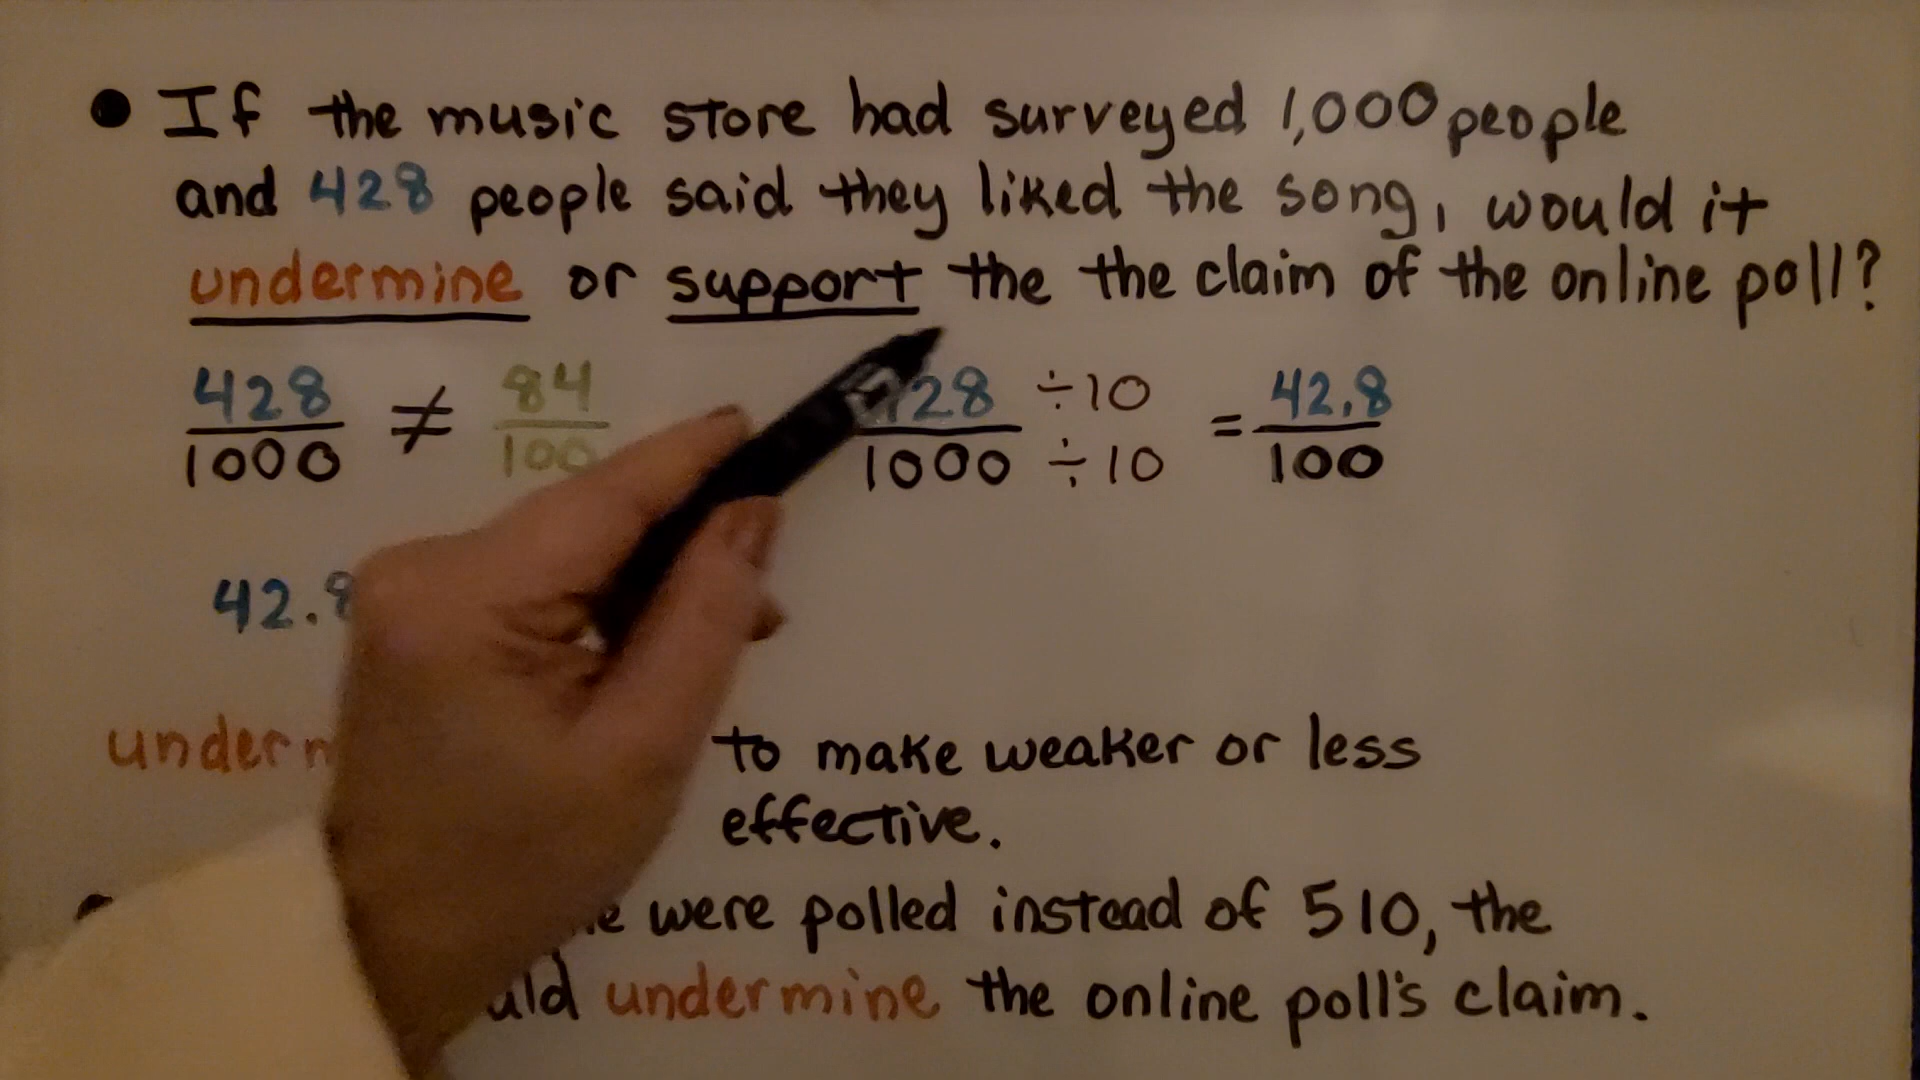 If the music store had surveyed 1,000 people
and 428 people said they liked the song, would it
undermine or support the the claim of the online poll?
428 ≠ 84 428 ÷10 = 42.8
1000 100 1000 ÷10 100
42.8
to make weaker or less
effective.
were polled instead of 510, the
undermine the online poll's claim.